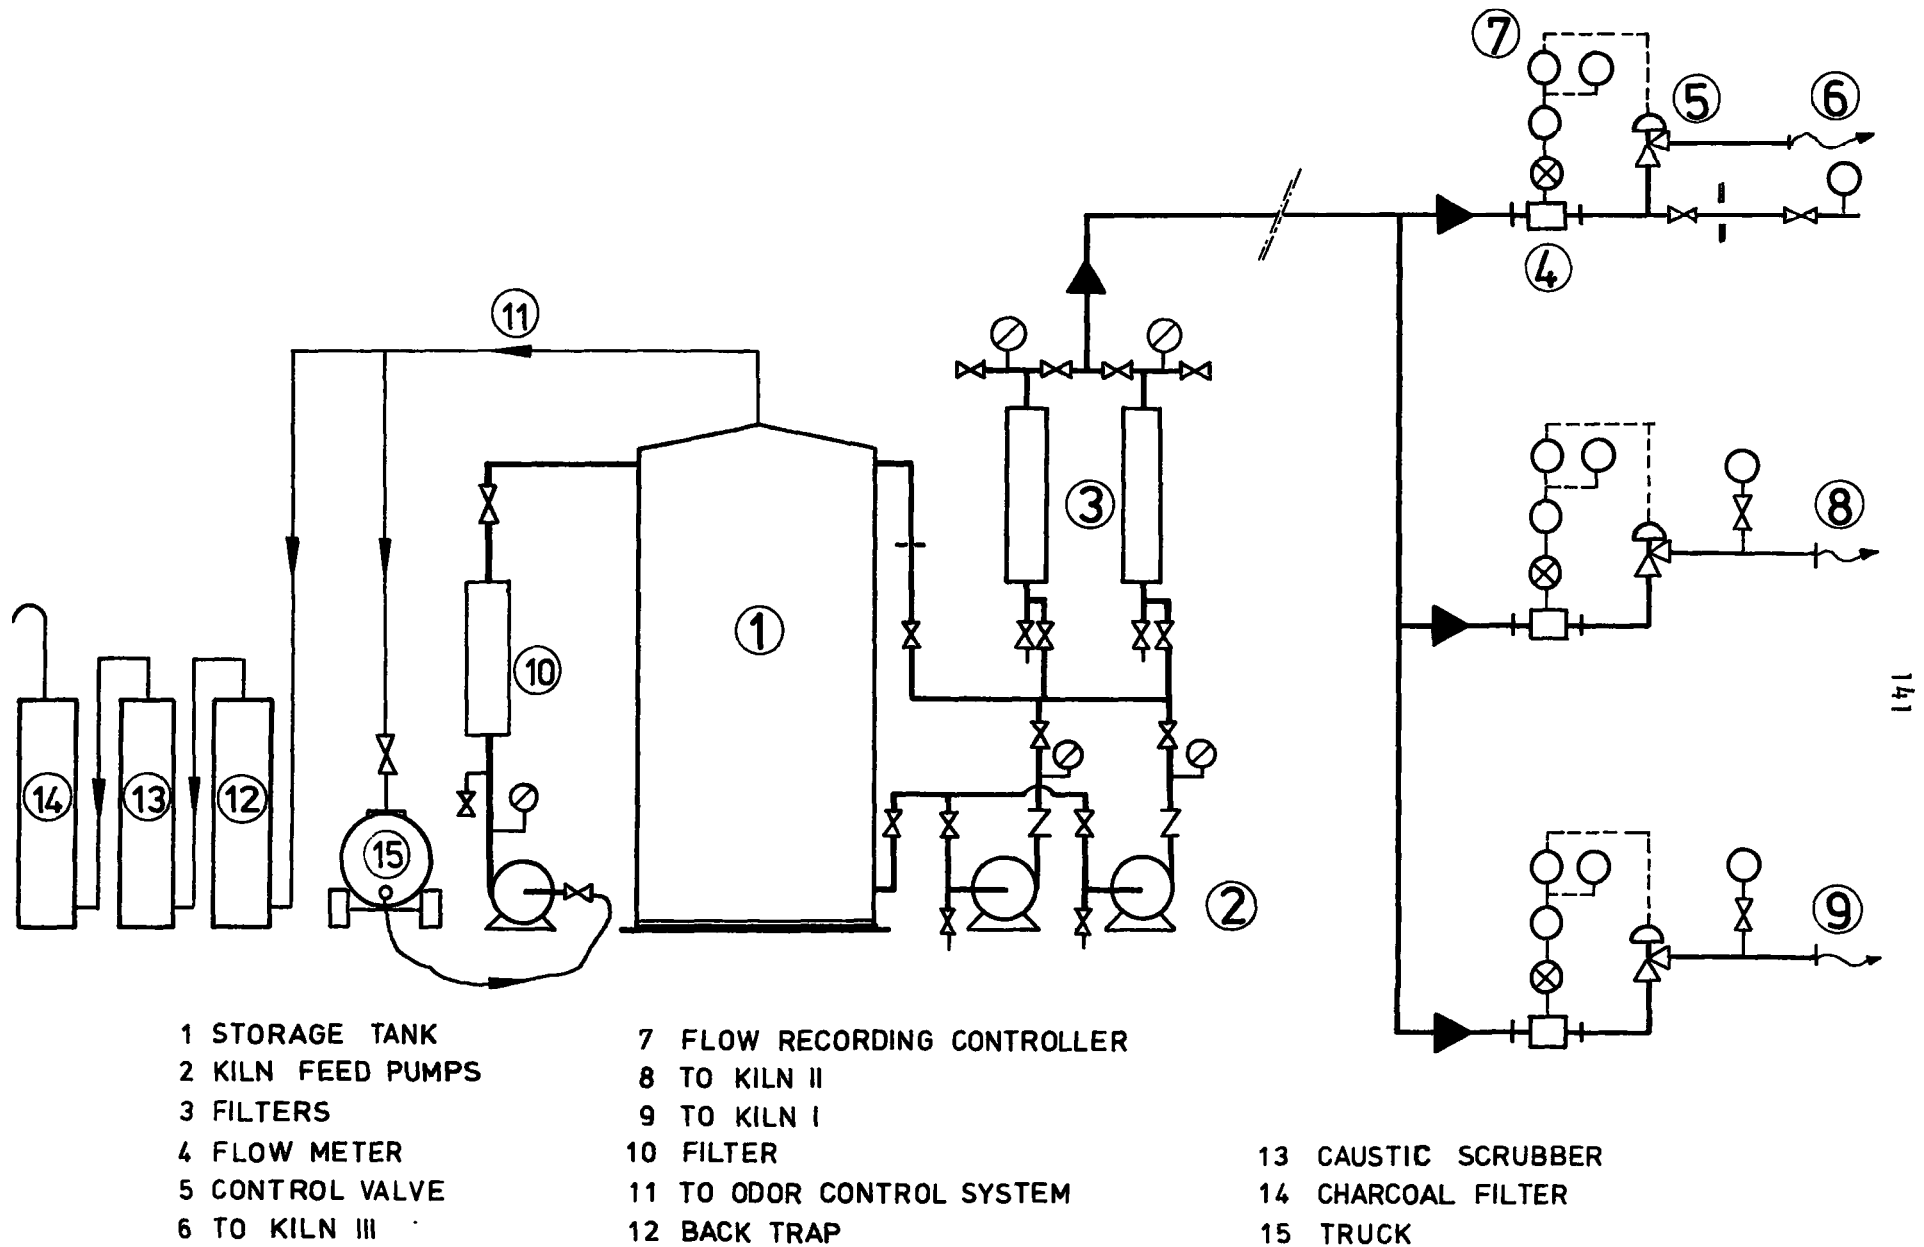 7
5
6
4
11
3
8
1
10
141
14
13
12
15
2
9
1 STORAGE TANK
2 KILN FEED PUMPS
3 FILTERS
4 FLOW METER
5 CONTROL VALVE
6 TO KILN III
7 FLOW RECORDING CONTROLLER
8 TO KILN II
9 TO KILN I
10 FILTER
11 TO ODOR CONTROL SYSTEM
12 BACK TRAP
13 CAUSTIC SCRUBBER
14 CHARCOAL FILTER
15 TRUCK